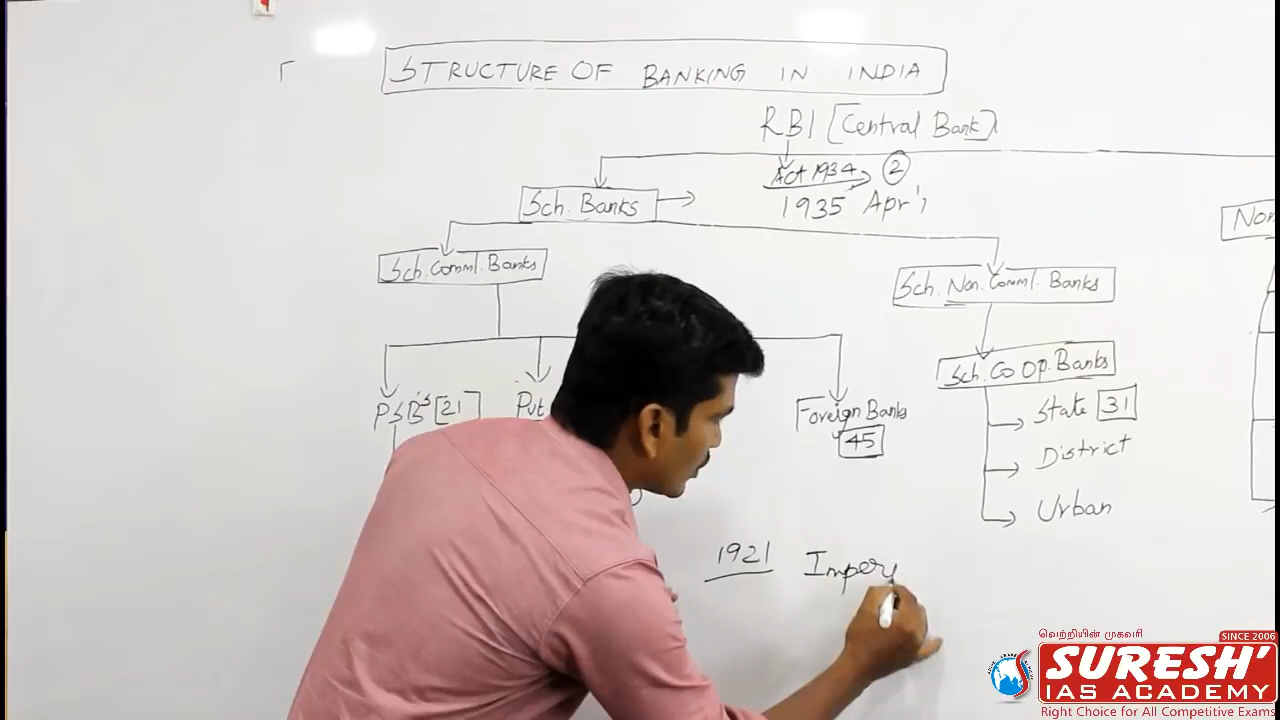 STRUCTURE OF BANKING IN INDIA
RBI [Central Bank]
Act 1934 → ②
1935 Apr'1
Sch. Banks
Sch. Comml. Banks
Sch. Non. Comml. Banks
Sch. Co Op. Banks
PSB's [21]
Pvt
Foreign Banks
45
State 31
District
Urban
1921 Imper
வெற்றியின் முகவரி
SINCE 2006
SURESH'
IAS ACADEMY
Right Choice for All Competitive Exams